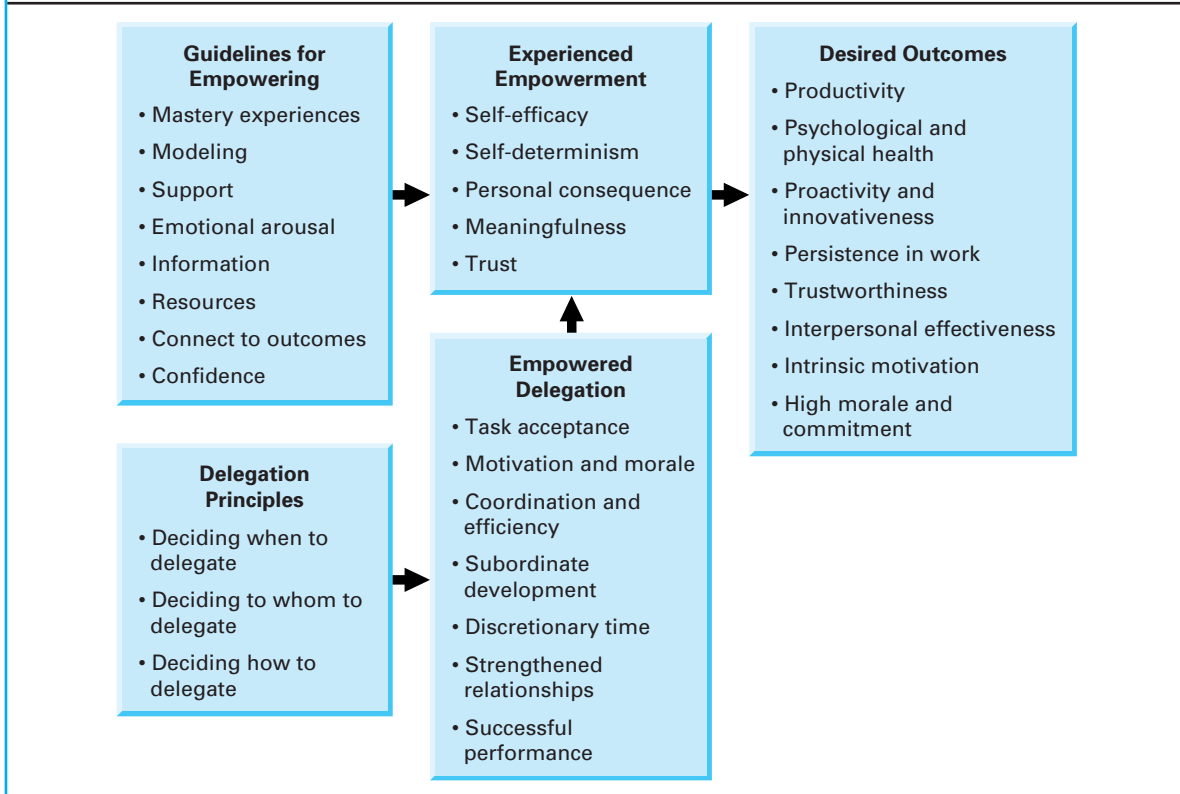 Guidelines for
Empowering
• Mastery experiences
• Modeling
• Support
• Emotional arousal
• Information
• Resources
• Connect to outcomes
• Confidence
Delegation
Principles
• Deciding when to
delegate
• Deciding to whom to
delegate
• Deciding how to
delegate
Experienced
Empowerment
• Self-efficacy
• Self-determinism
• Personal consequence
• Meaningfulness
• Trust
Empowered
Delegation
• Task acceptance
• Motivation and morale
• Coordination and
efficiency
• Subordinate
development
• Discretionary time
• Strengthened
relationships
• Successful
performance
Desired Outcomes
• Productivity
• Psychological and
physical health
• Proactivity and
innovativeness
• Persistence in work
• Trustworthiness
• Interpersonal effectiveness
• Intrinsic motivation
• High morale and
commitment